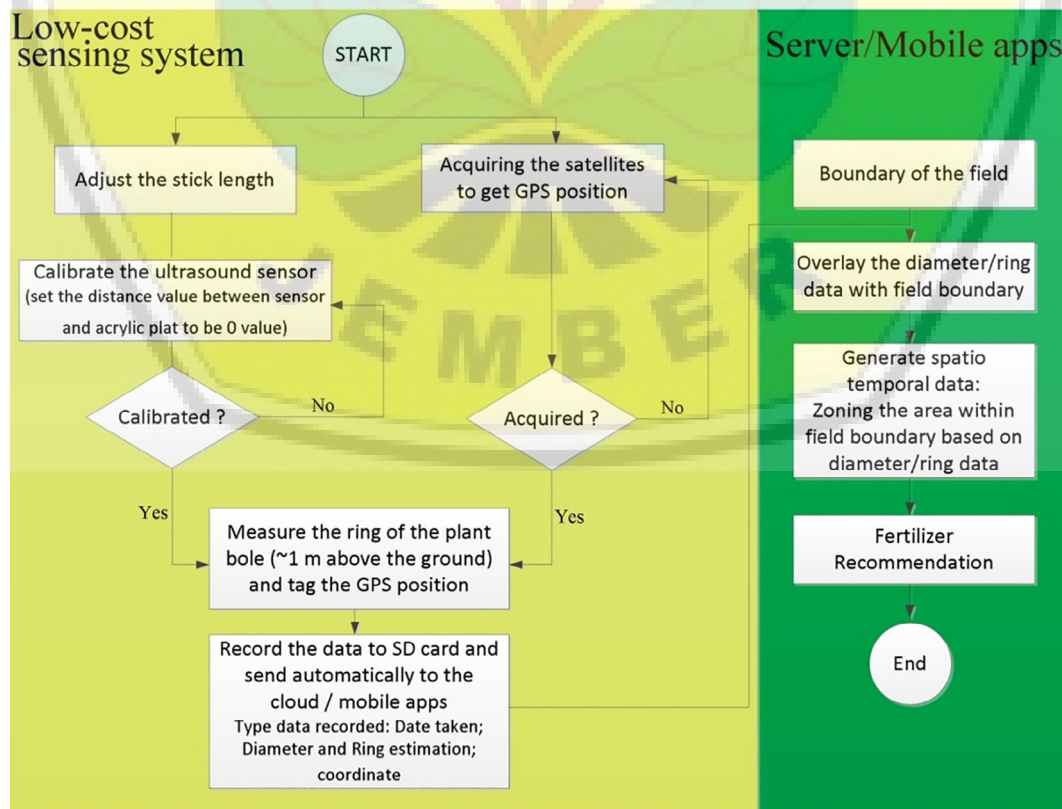 Low-cost
sensing system
START
Server/Mobile apps
Adjust the stick length
Acquiring the satellites
to get GPS position
Calibrate the ultrasound sensor
(set the distance value between sensor
and acrylic plat to be 0 value)
Calibrated ?
No
Acquired ?
No
Yes
Yes
Measure the ring of the plant
bole (~1 m above the ground)
and tag the GPS position
Record the data to SD card and
send automatically to the
cloud / mobile apps
Type data recorded: Date taken;
Diameter and Ring estimation;
coordinate
Boundary of the field
Overlay the diameter/ring
data with field boundary
Generate spatio
temporal data:
Zoning the area within
field boundary based on
diameter/ring data
Fertilizer
Recommendation
End
JEMBER